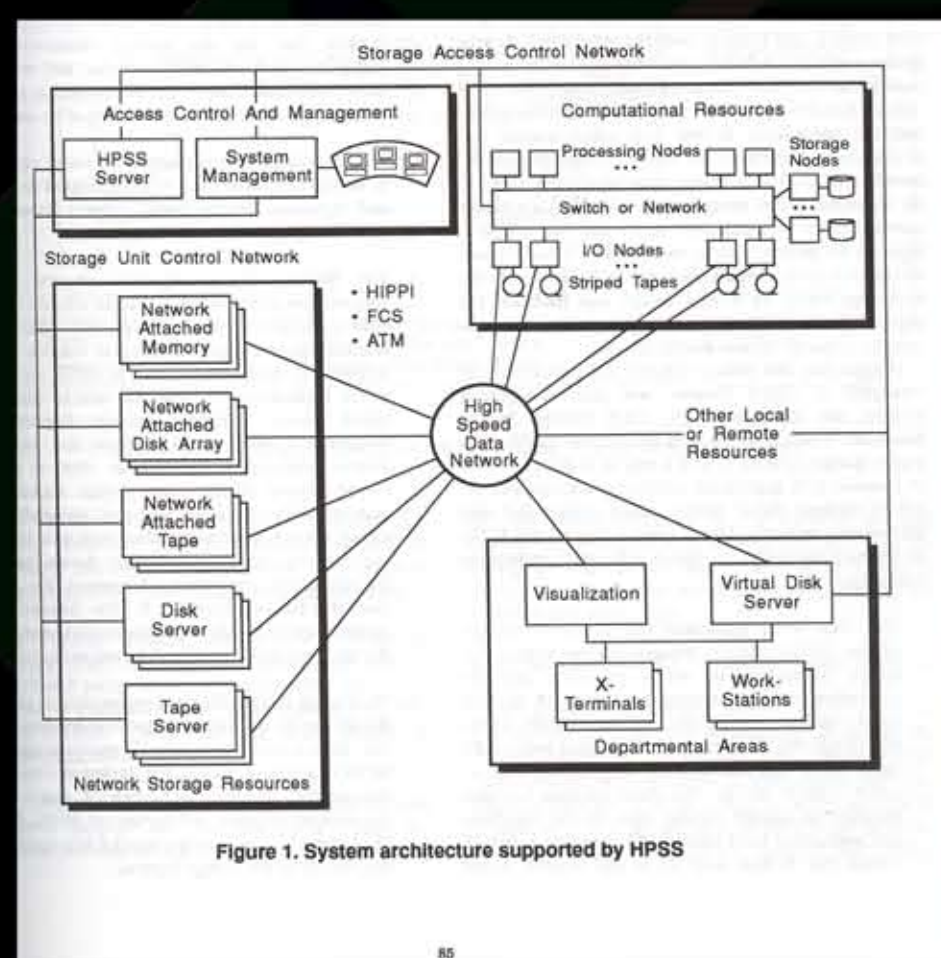 Storage Access Control Network
Access Control And Management
HPSS
Server
System
Management
Computational Resources
Processing Nodes
•••
Storage
Nodes
•••
Switch or Network
I/O Nodes
•••
Striped Tapes
Storage Unit Control Network
• HIPPI
• FCS
• ATM
Network
Attached
Memory
Network
Attached
Disk Array
Network
Attached
Tape
Disk
Server
Tape
Server
Network Storage Resources
High
Speed
Data
Network
Other Local
or Remote
Resources
Visualization
Virtual Disk
Server
X-
Terminals
Work-
Stations
Departmental Areas
Figure 1. System architecture supported by HPSS
85